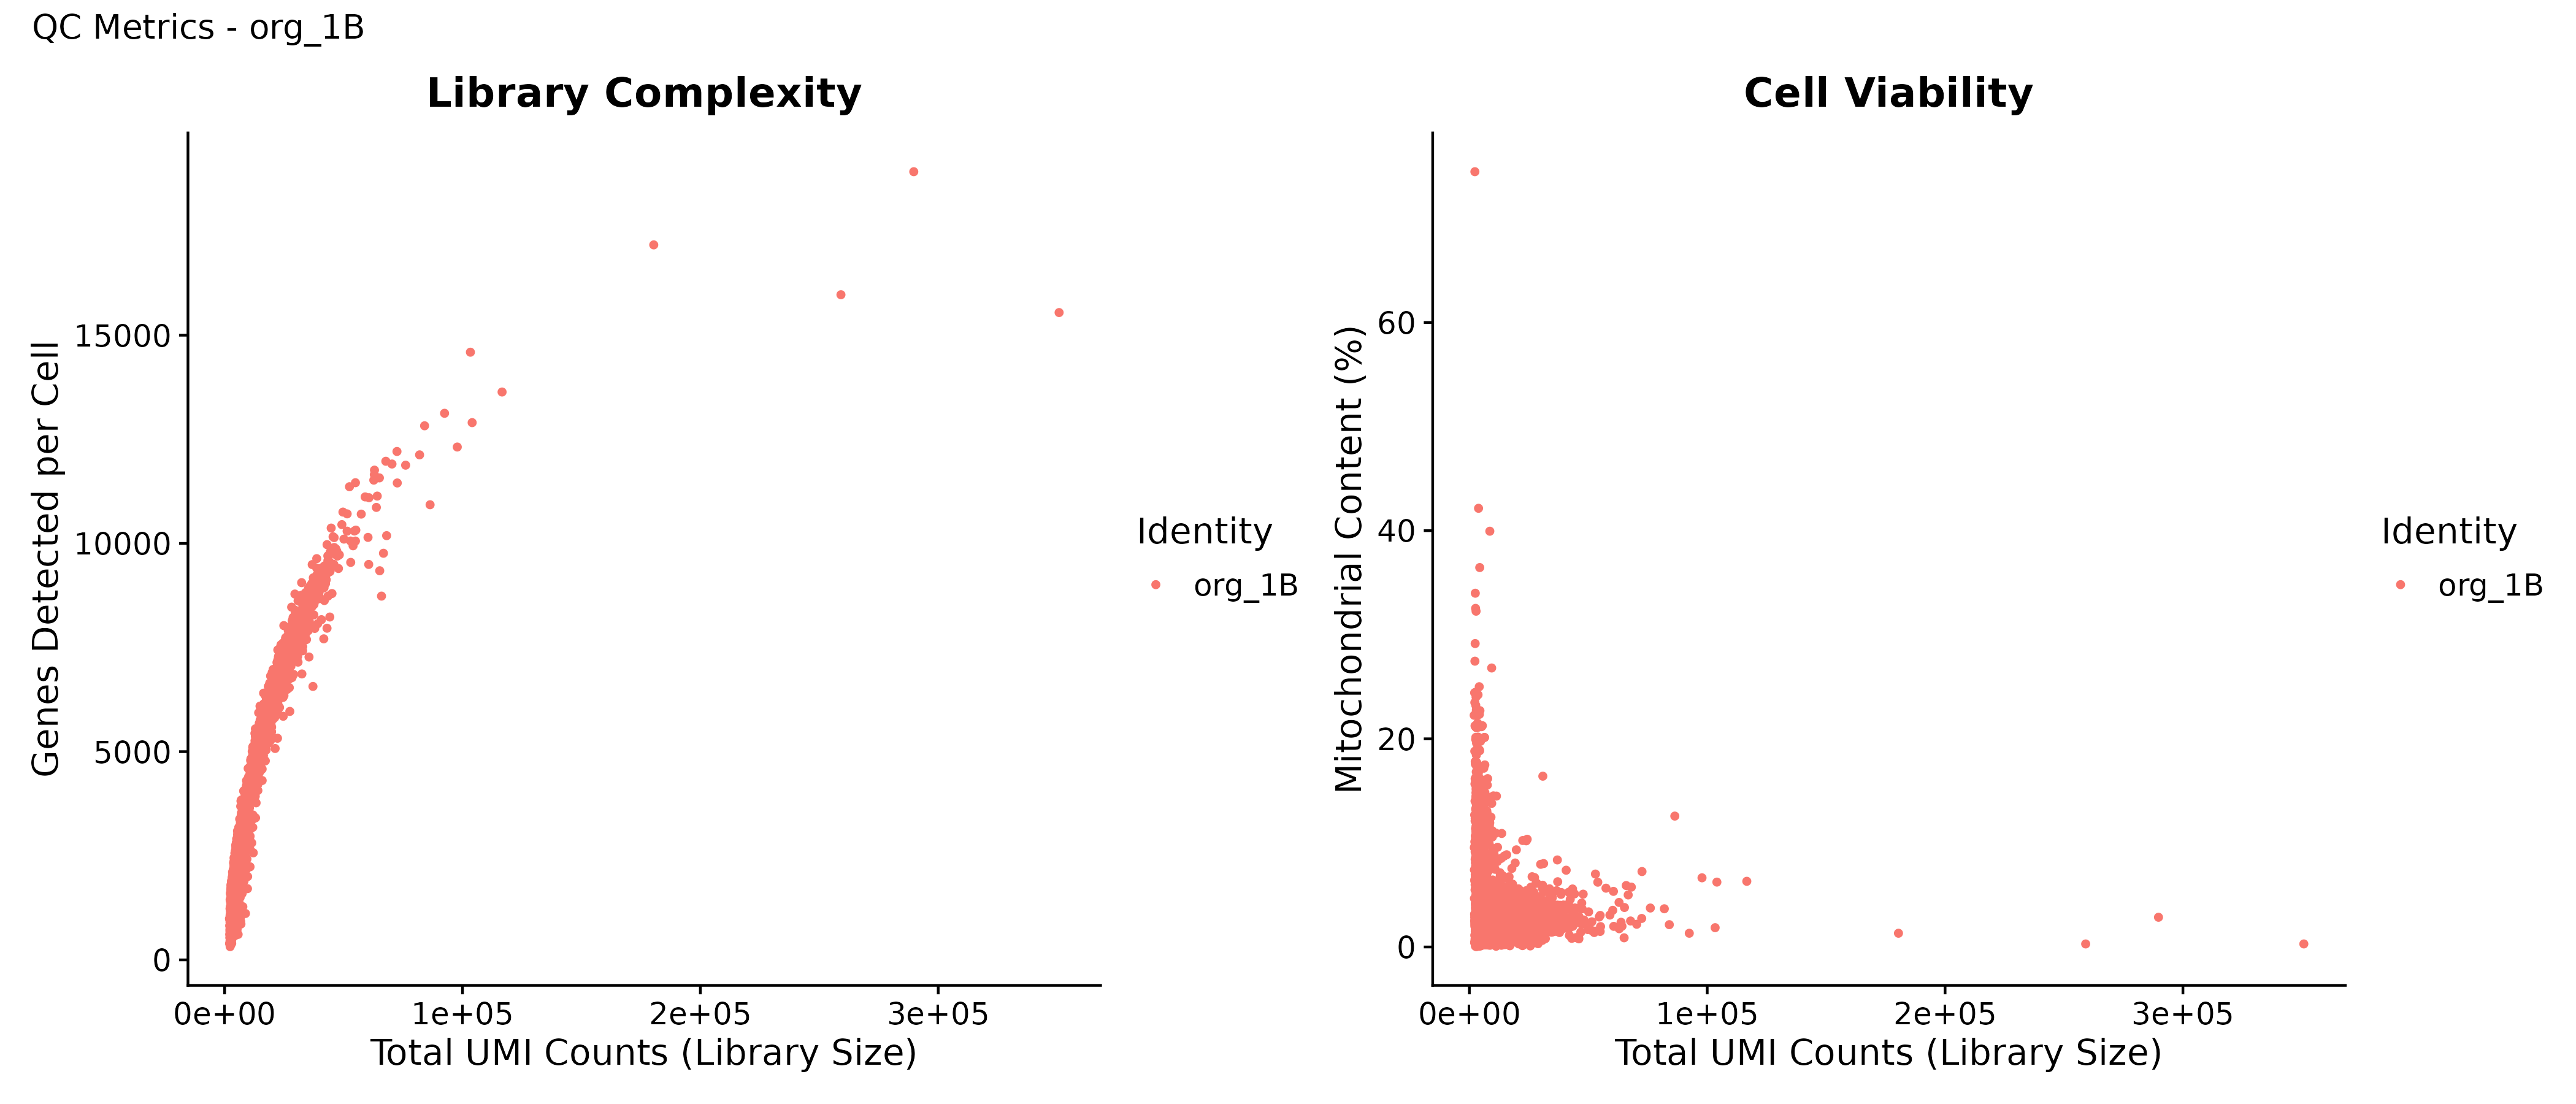 QC Metrics - org_1B
Library Complexity
Genes Detected per Cell
15000
10000
5000
0
0e+00 1e+05 2e+05 3e+05
Total UMI Counts (Library Size)
Identity
org_1B
Cell Viability
Mitochondrial Content (%)
60
40
20
0
0e+00 1e+05 2e+05 3e+05
Total UMI Counts (Library Size)
Identity
org_1B